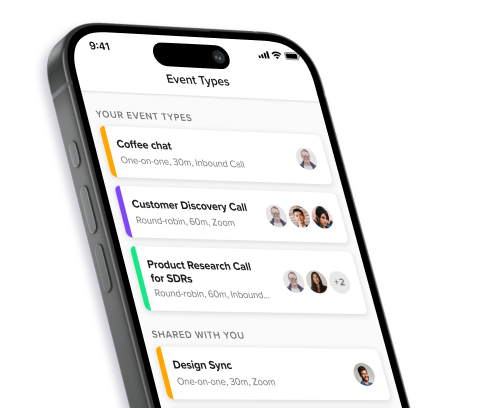 9:41
Event Types
YOUR EVENT TYPES
Coffee chat
One-on-one, 30m, Inbound Call
Customer Discovery Call
Round-robin, 60m, Zoom
Product Research Call
for SDRs
+2
Round-robin, 60m, Inbound...
SHARED WITH YOU
Design Sync
One-on-one, 30m, Zoom